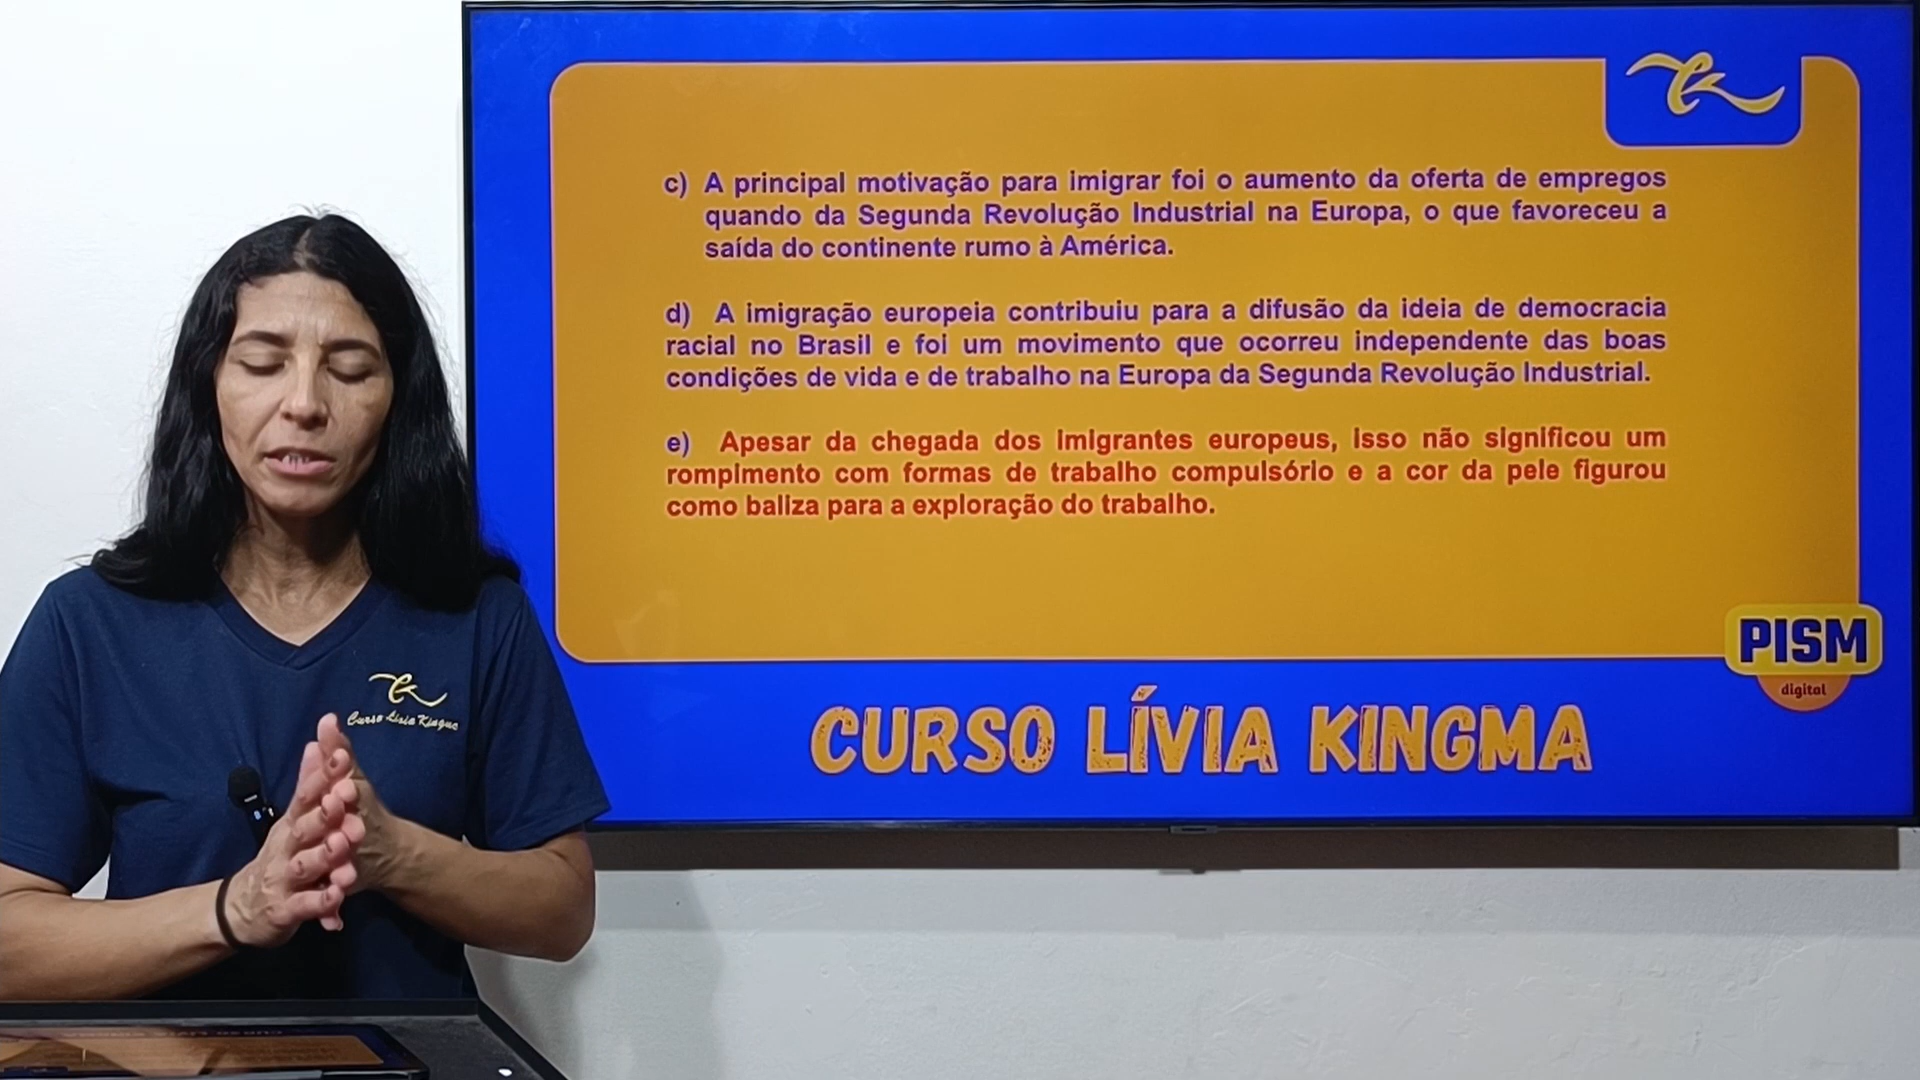 c) A principal motivação para imigrar foi o aumento da oferta de empregos
quando da Segunda Revolução Industrial na Europa, o que favoreceu a
saída do continente rumo à América.
d) A imigração europeia contribuiu para a difusão da ideia de democracia
racial no Brasil e foi um movimento que ocorreu independente das boas
condições de vida e de trabalho na Europa da Segunda Revolução Industrial.
e) Apesar da chegada dos imigrantes europeus, isso não significou um
rompimento com formas de trabalho compulsório e a cor da pele figurou
como baliza para a exploração do trabalho.
PISM
digital
CURSO LÍVIA KINGMA
Curso Lívia Kingma